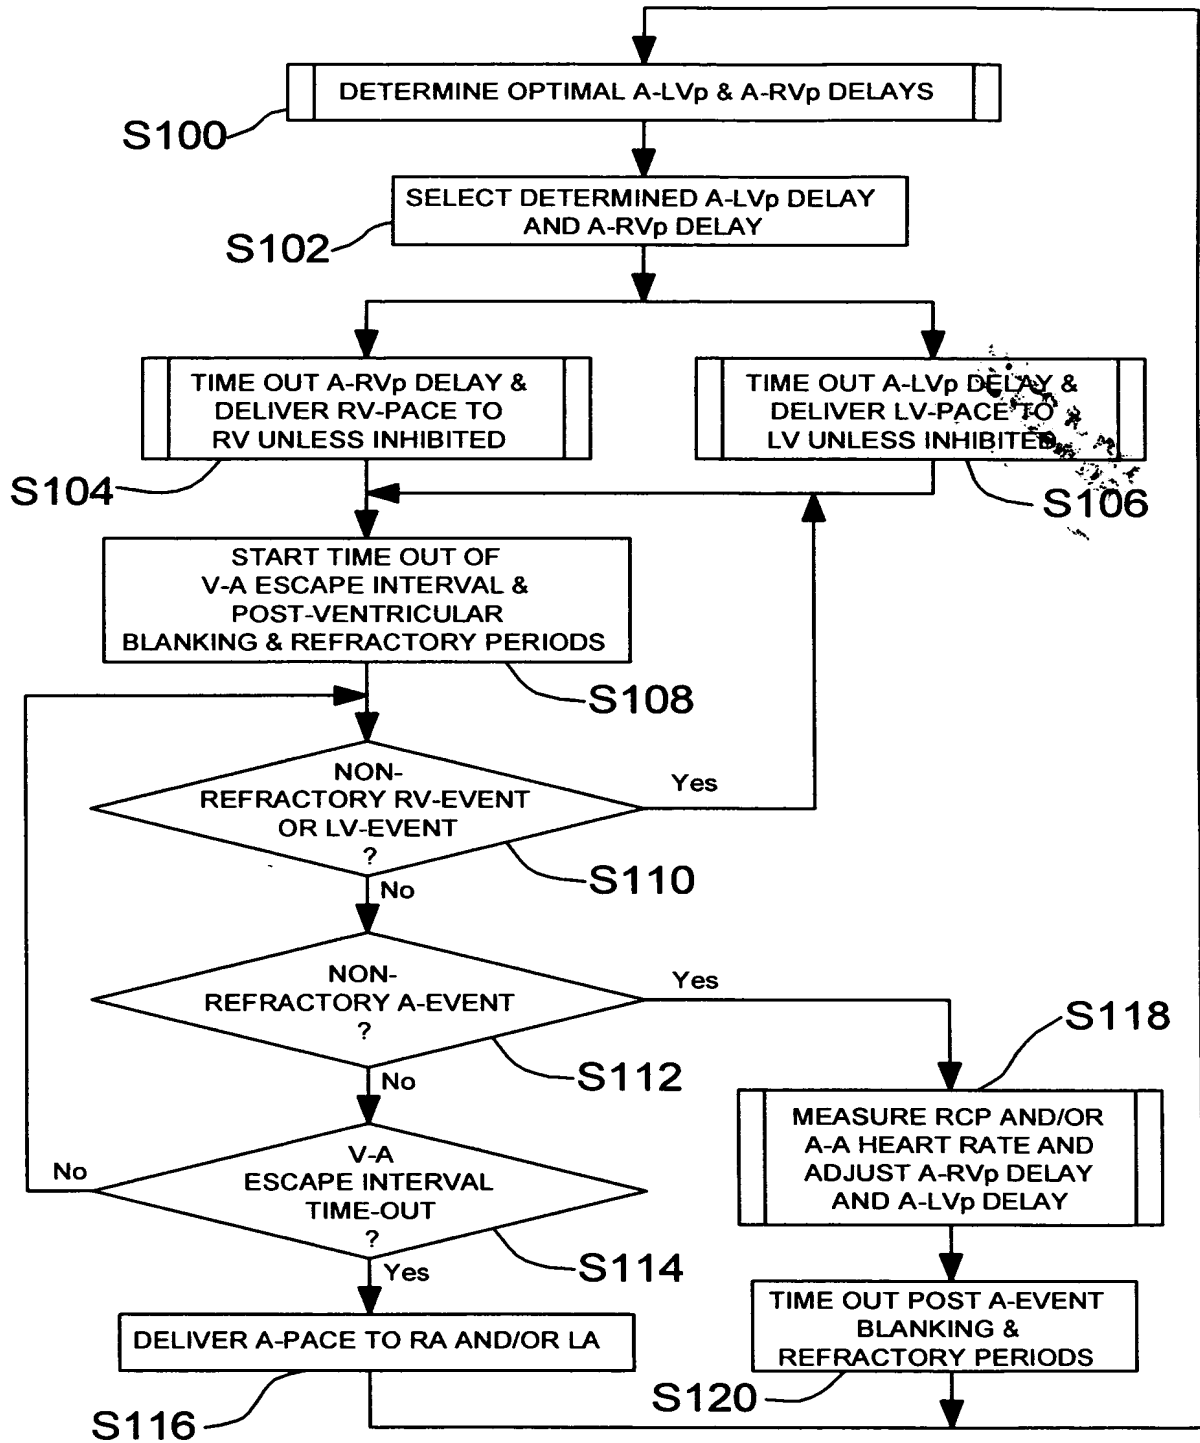 DETERMINE OPTIMAL A-LVp & A-RVp DELAYS
S100
SELECT DETERMINED A-LVp DELAY
AND A-RVp DELAY
S102
TIME OUT A-RVp DELAY &
DELIVER RV-PACE TO
RV UNLESS INHIBITED
S104
TIME OUT A-LVp DELAY &
DELIVER LV-PACE TO
LV UNLESS INHIBITED
S106
START TIME OUT OF
V-A ESCAPE INTERVAL &
POST-VENTRICULAR
BLANKING & REFRACTORY PERIODS
S108
NON-
REFRACTORY RV-EVENT
OR LV-EVENT
?
Yes
S110
No
NON-
REFRACTORY A-EVENT
?
Yes
S112
No
V-A
ESCAPE INTERVAL
TIME-OUT
?
No
S114
Yes
DELIVER A-PACE TO RA AND/OR LA
S116
S118
MEASURE RCP AND/OR
A-A HEART RATE AND
ADJUST A-RVp DELAY
AND A-LVp DELAY
TIME OUT POST A-EVENT
BLANKING &
REFRACTORY PERIODS
S120